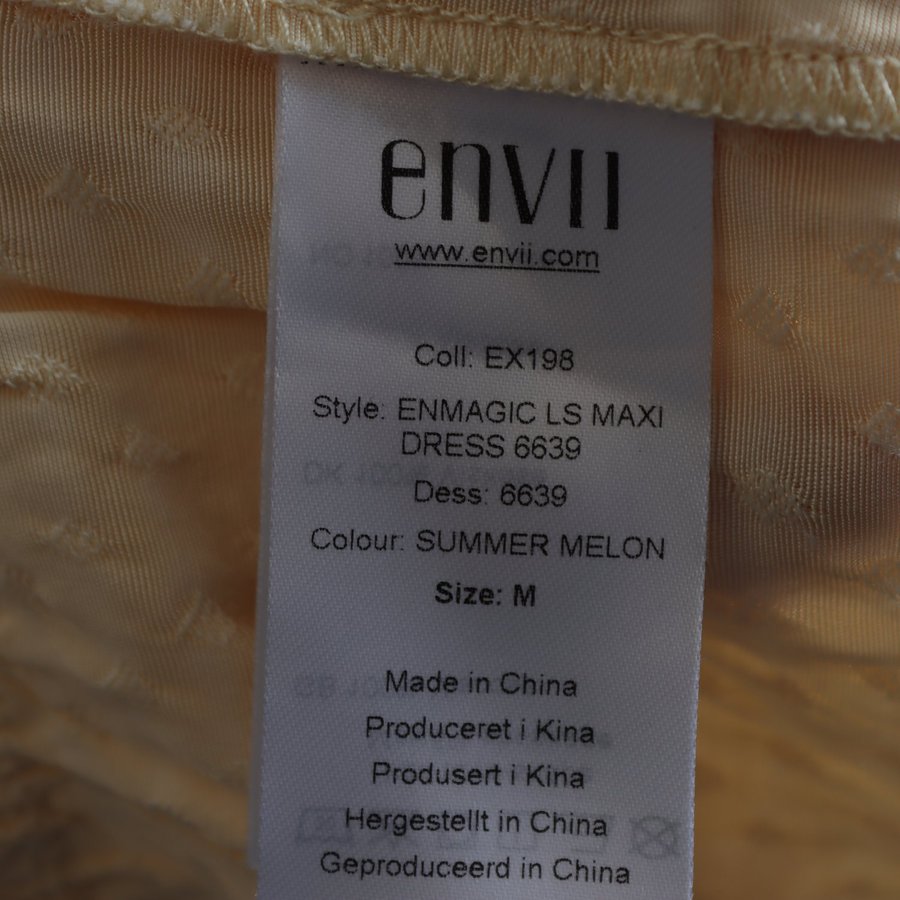 envii
www.envii.com
Coll: EX198
Style: ENMAGIC LS MAXI
DRESS 6639
Dess: 6639
Colour: SUMMER MELON
Size: M
Made in China
Produceret i Kina
Produsert i Kina
Hergestellt in China
Geproduceerd in China